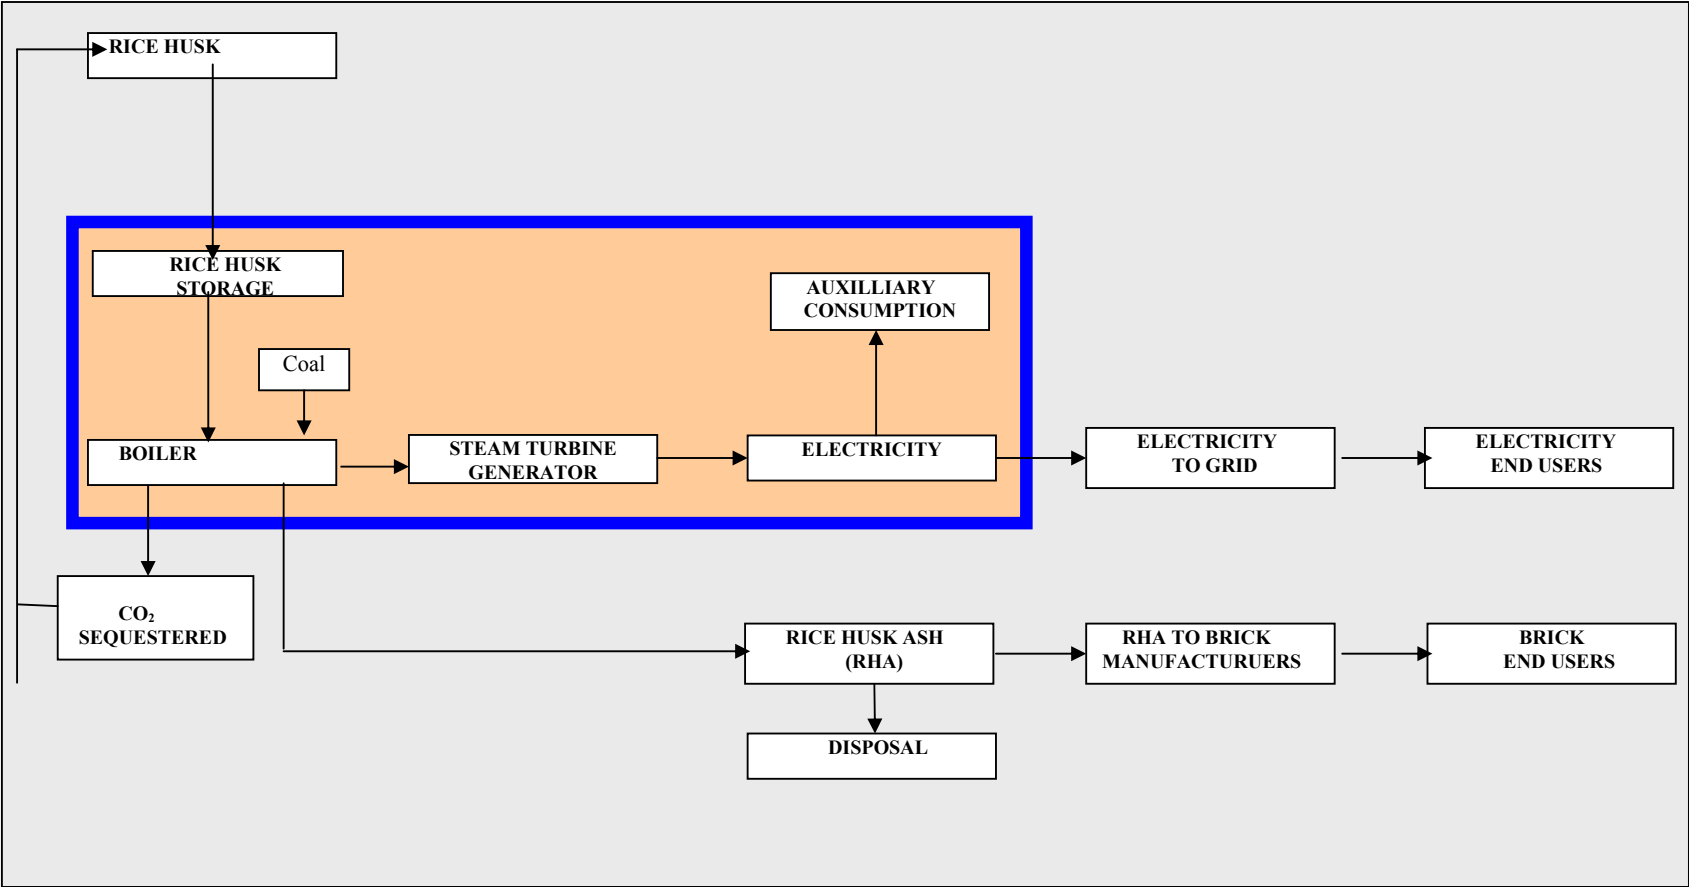 RICE HUSK
RICE HUSK
STORAGE
AUXILLIARY
CONSUMPTION
Coal
BOILER
STEAM TURBINE
GENERATOR
ELECTRICITY
ELECTRICITY
TO GRID
ELECTRICITY
END USERS
CO₂
SEQUESTERED
RICE HUSK ASH
(RHA)
RHA TO BRICK
MANUFACTURUERS
BRICK
END USERS
DISPOSAL